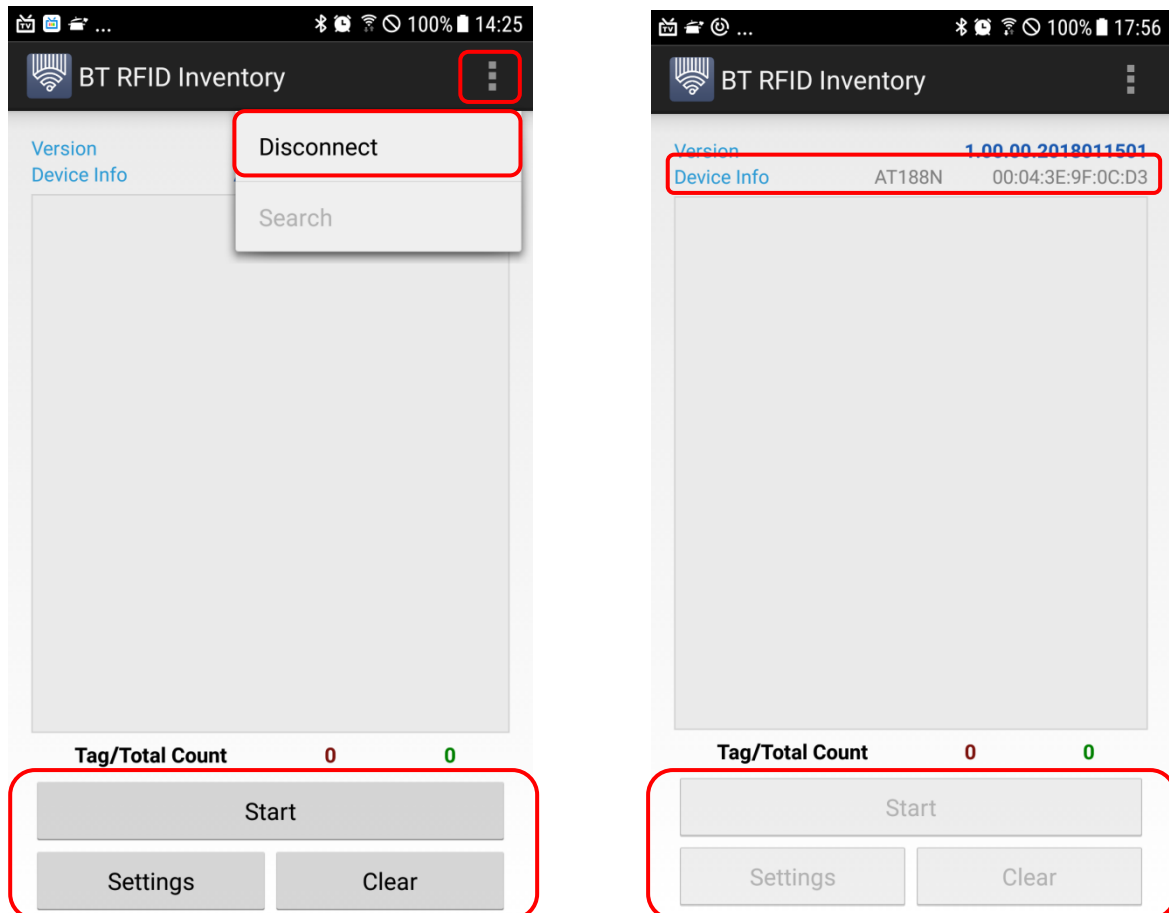 ... 100% 14:25
BT RFID Inventory
Disconnect
Version
Device Info
Search
Tag/Total Count 0 0
Start
Settings Clear
... 100% 17:56
BT RFID Inventory
Version 1.00.00.2018011501
Device Info AT188N 00:04:3E:9F:0C:D3
Tag/Total Count 0 0
Start
Settings Clear